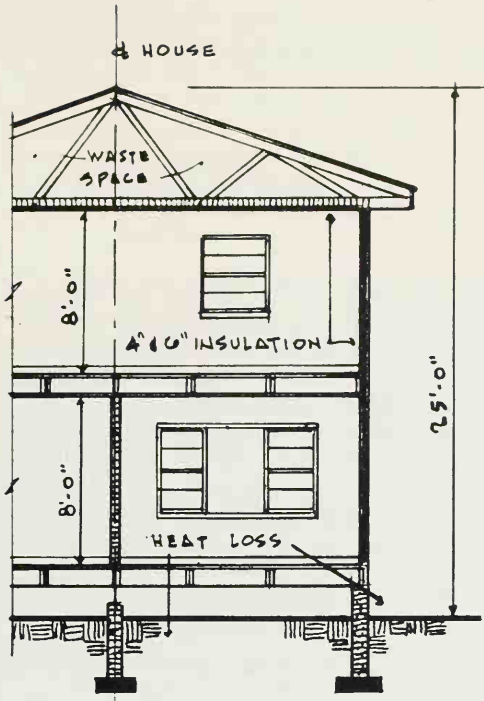 ℄ HOUSE
WASTE
SPACE
8'-0"
4" & 6" INSULATION
25'-0"
8'-0"
HEAT LOSS